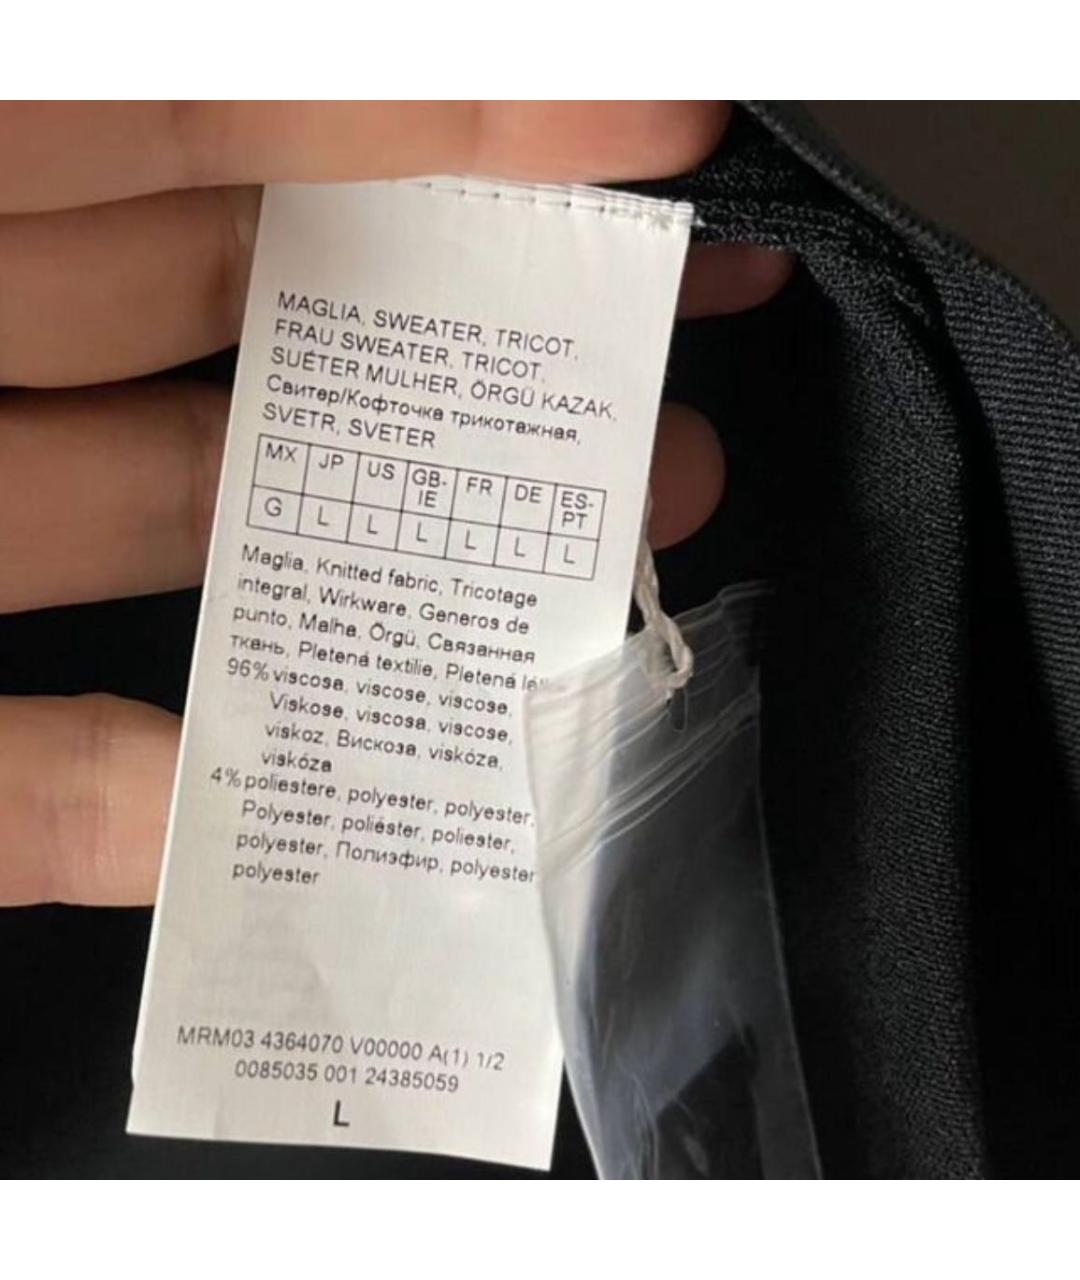 MAGLIA, SWEATER, TRICOT,
FRAU SWEATER, TRICOT,
SUÉTER MULHER, ÖRGÜ KAZAK,
Свитер/Кофточка трикотажная,
SVETR, SVETER
MX JP US GB-IE FR DE ES-PT
G L L L L L L
Maglia, Knitted fabric, Tricotage
integral, Wirkware, Generos de
punto, Malha, Örgü, Связанная
ткань, Pletená textilie, Pletená
96% viscosa, viscose, viscose,
Viskose, viscosa, viscose,
viskoz, Вискоза, viskóza,
viskóza
4% poliestere, polyester, polyester,
Polyester, poliéster, poliester,
polyester, Полиэфир, polyester
polyester
MRM03 4364070 V00000 A(1) 1/2
0085035 001 24385059
L